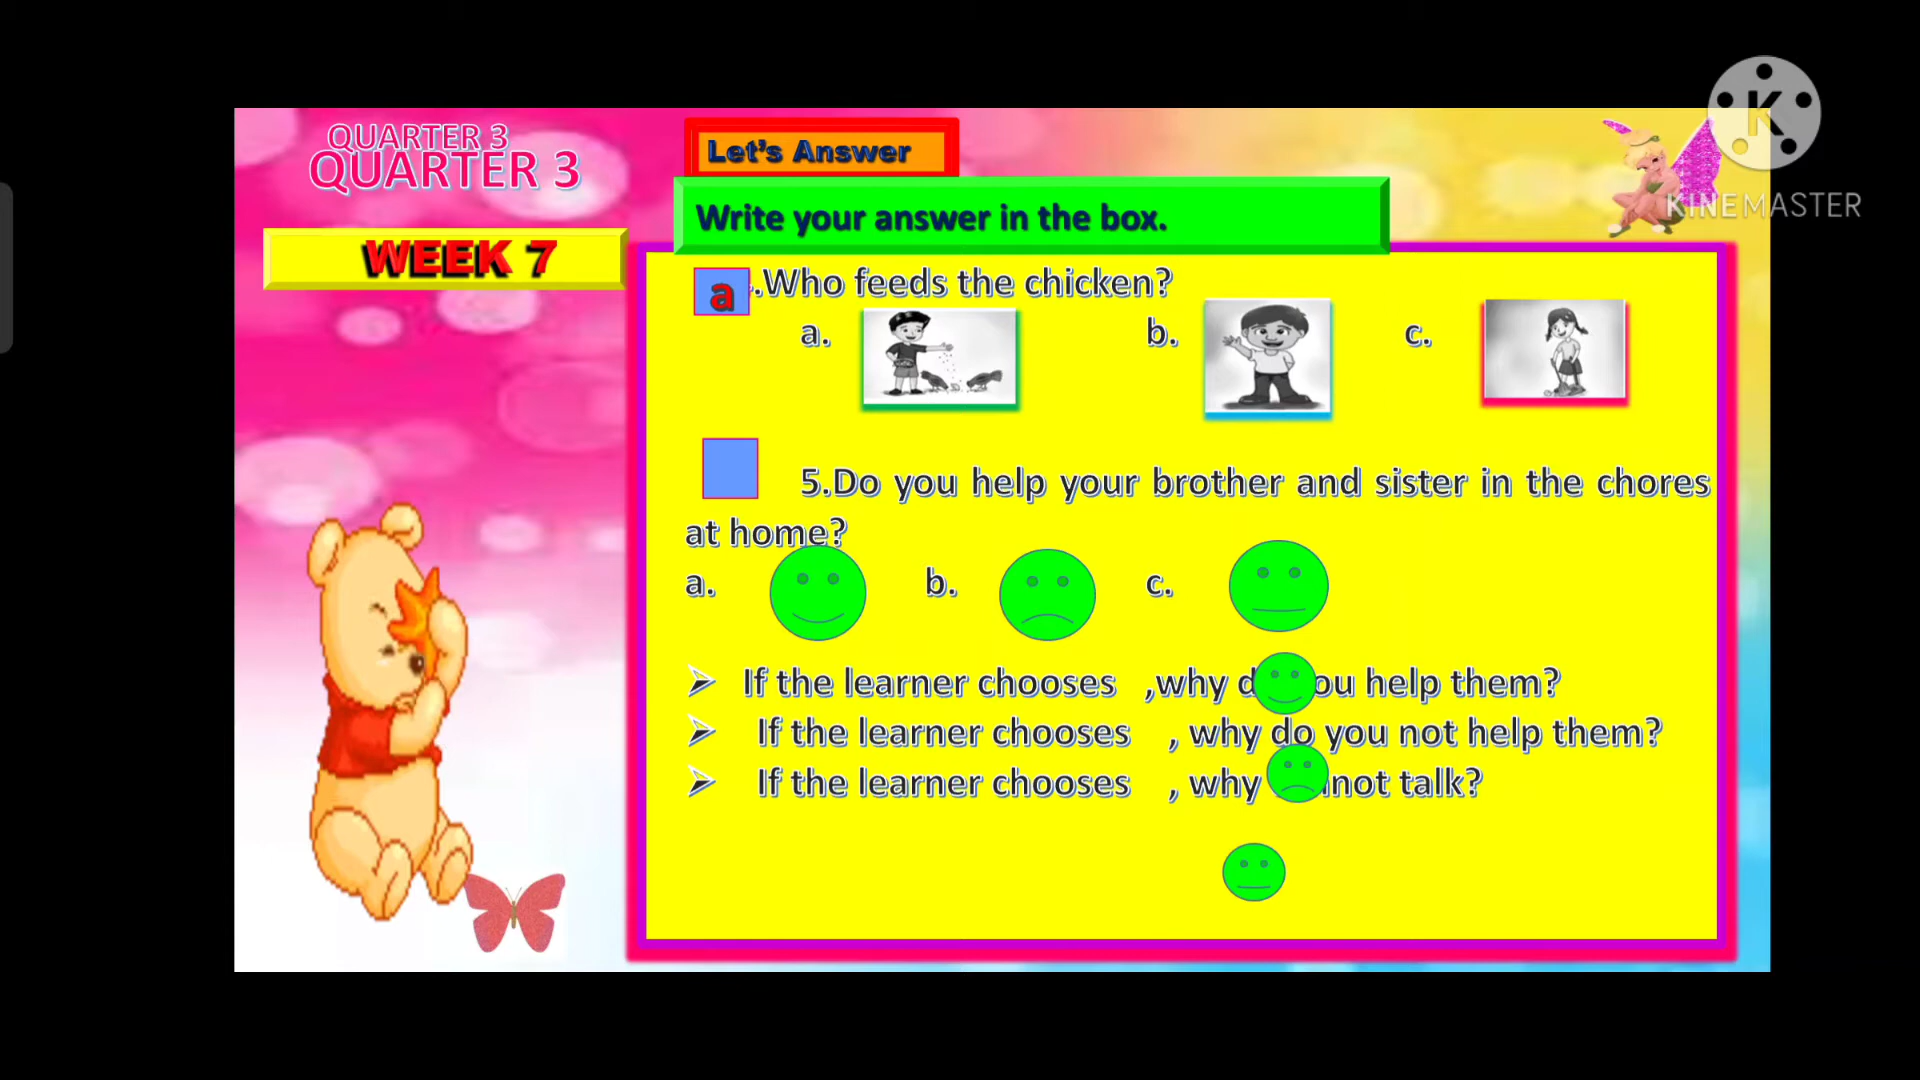 QUARTER 3
QUARTER 3
WEEK 7
Let's Answer
Write your answer in the box.
a .Who feeds the chicken?
a. b. c.
5.Do you help your brother and sister in the chores
at home?
a. b. c.
If the learner chooses ,why ou help them?
If the learner chooses , why do you not help them?
If the learner chooses , why not talk?
K
KINEMASTER